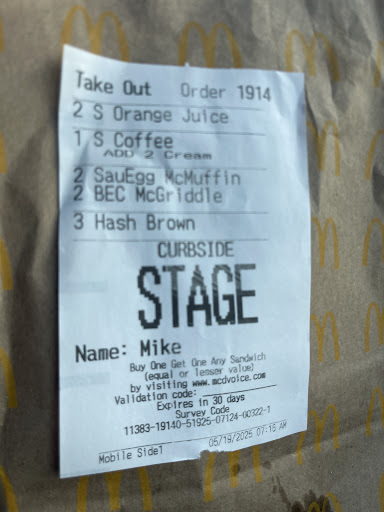 Take Out Order 1914
2 S Orange Juice
1 S Coffee
ADD 2 Cream
2 SauEgg McMuffin
2 BEC McGriddle
3 Hash Brown
CURBSIDE
STAGE
Name: Mike
Buy One Get One Any Sandwich
(equal or lesser value)
by visiting www.mcdvoice.com
Validation code:
Expires in 30 days
Survey Code
11383-19140-51925-07124-00322-1
Mobile Side1 05/19/2025 07:15 AM